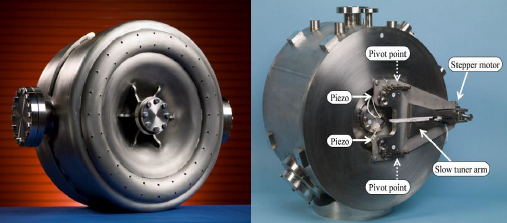 Pivot point
Stepper motor
Piezo
Piezo
Slow tuner arm
Pivot point